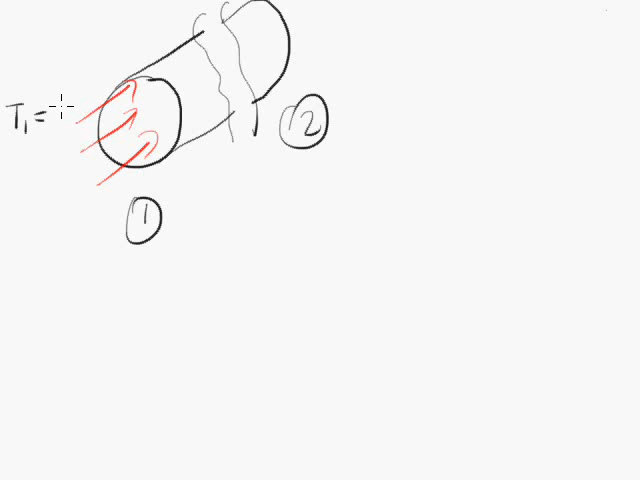 T₁ =
2
1